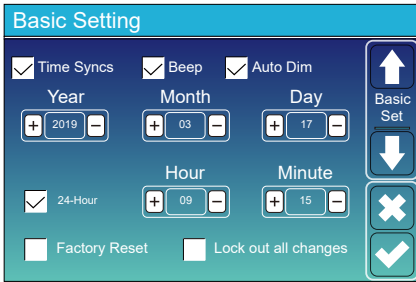 Basic Setting
Time Syncs Beep Auto Dim
Year Month Day
+ 2019 − + 03 − + 17 −
Basic
Set
Hour Minute
24-Hour + 09 − + 15 −
Factory Reset Lock out all changes